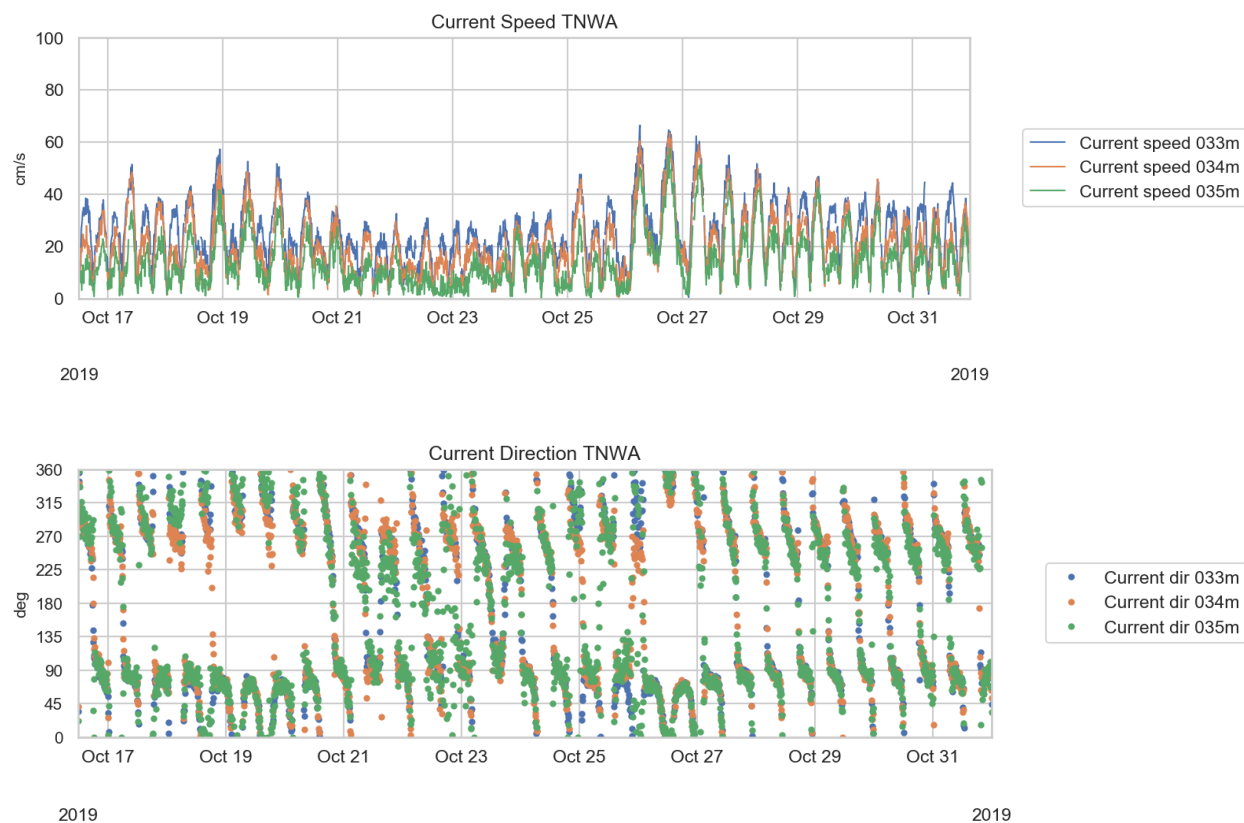 Current Speed TNWA
100
80
60
40
20
0
cm/s
Oct 17 Oct 19 Oct 21 Oct 23 Oct 25 Oct 27 Oct 29 Oct 31
2019 2019
Current speed 033m
Current speed 034m
Current speed 035m
Current Direction TNWA
360
315
270
225
180
135
90
45
0
deg
Oct 17 Oct 19 Oct 21 Oct 23 Oct 25 Oct 27 Oct 29 Oct 31
2019 2019
Current dir 033m
Current dir 034m
Current dir 035m